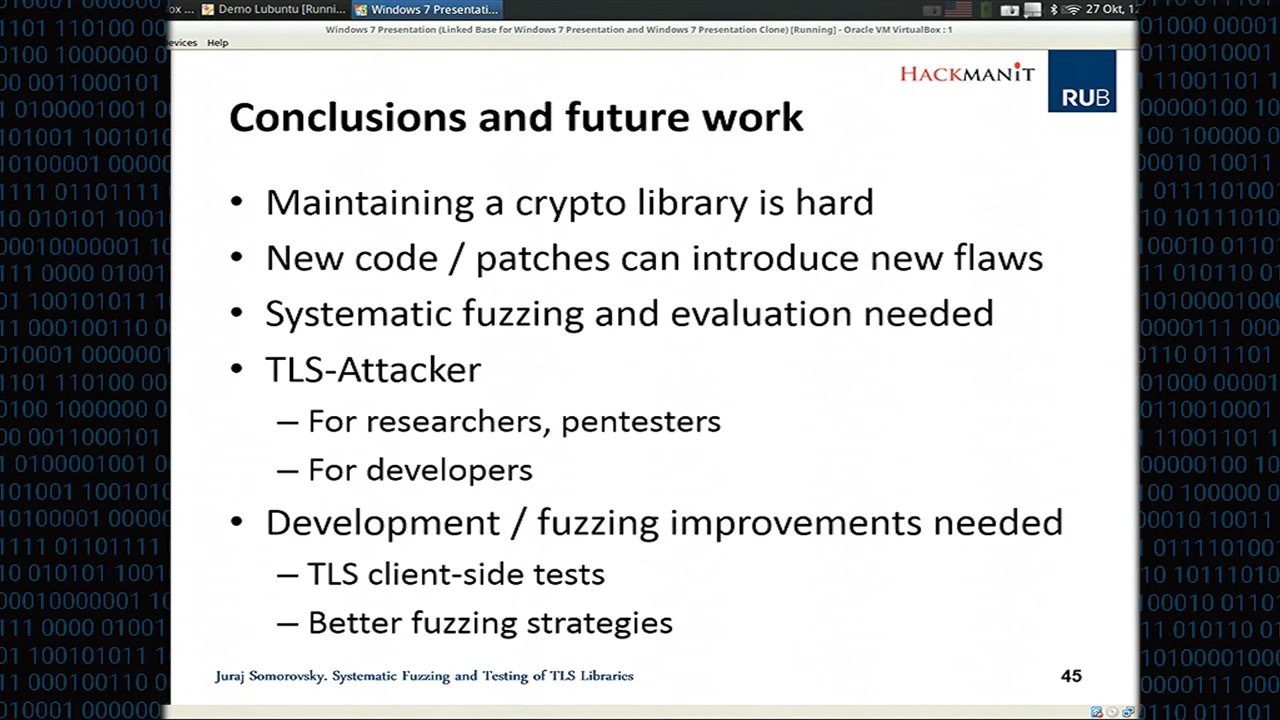 ox ...
Demo Lubuntu [Runni...
Windows 7 Presentati...
27 Okt, 12
Windows 7 Presentation (Linked Base for Windows 7 Presentation and Windows 7 Presentation Clone) [Running] - Oracle VM VirtualBox : 1
evices Help
HACKMANIT
RUB
Conclusions and future work
• Maintaining a crypto library is hard
• New code / patches can introduce new flaws
• Systematic fuzzing and evaluation needed
• TLS-Attacker
– For researchers, pentesters
– For developers
• Development / fuzzing improvements needed
– TLS client-side tests
– Better fuzzing strategies
Juraj Somorovsky. Systematic Fuzzing and Testing of TLS Libraries
45